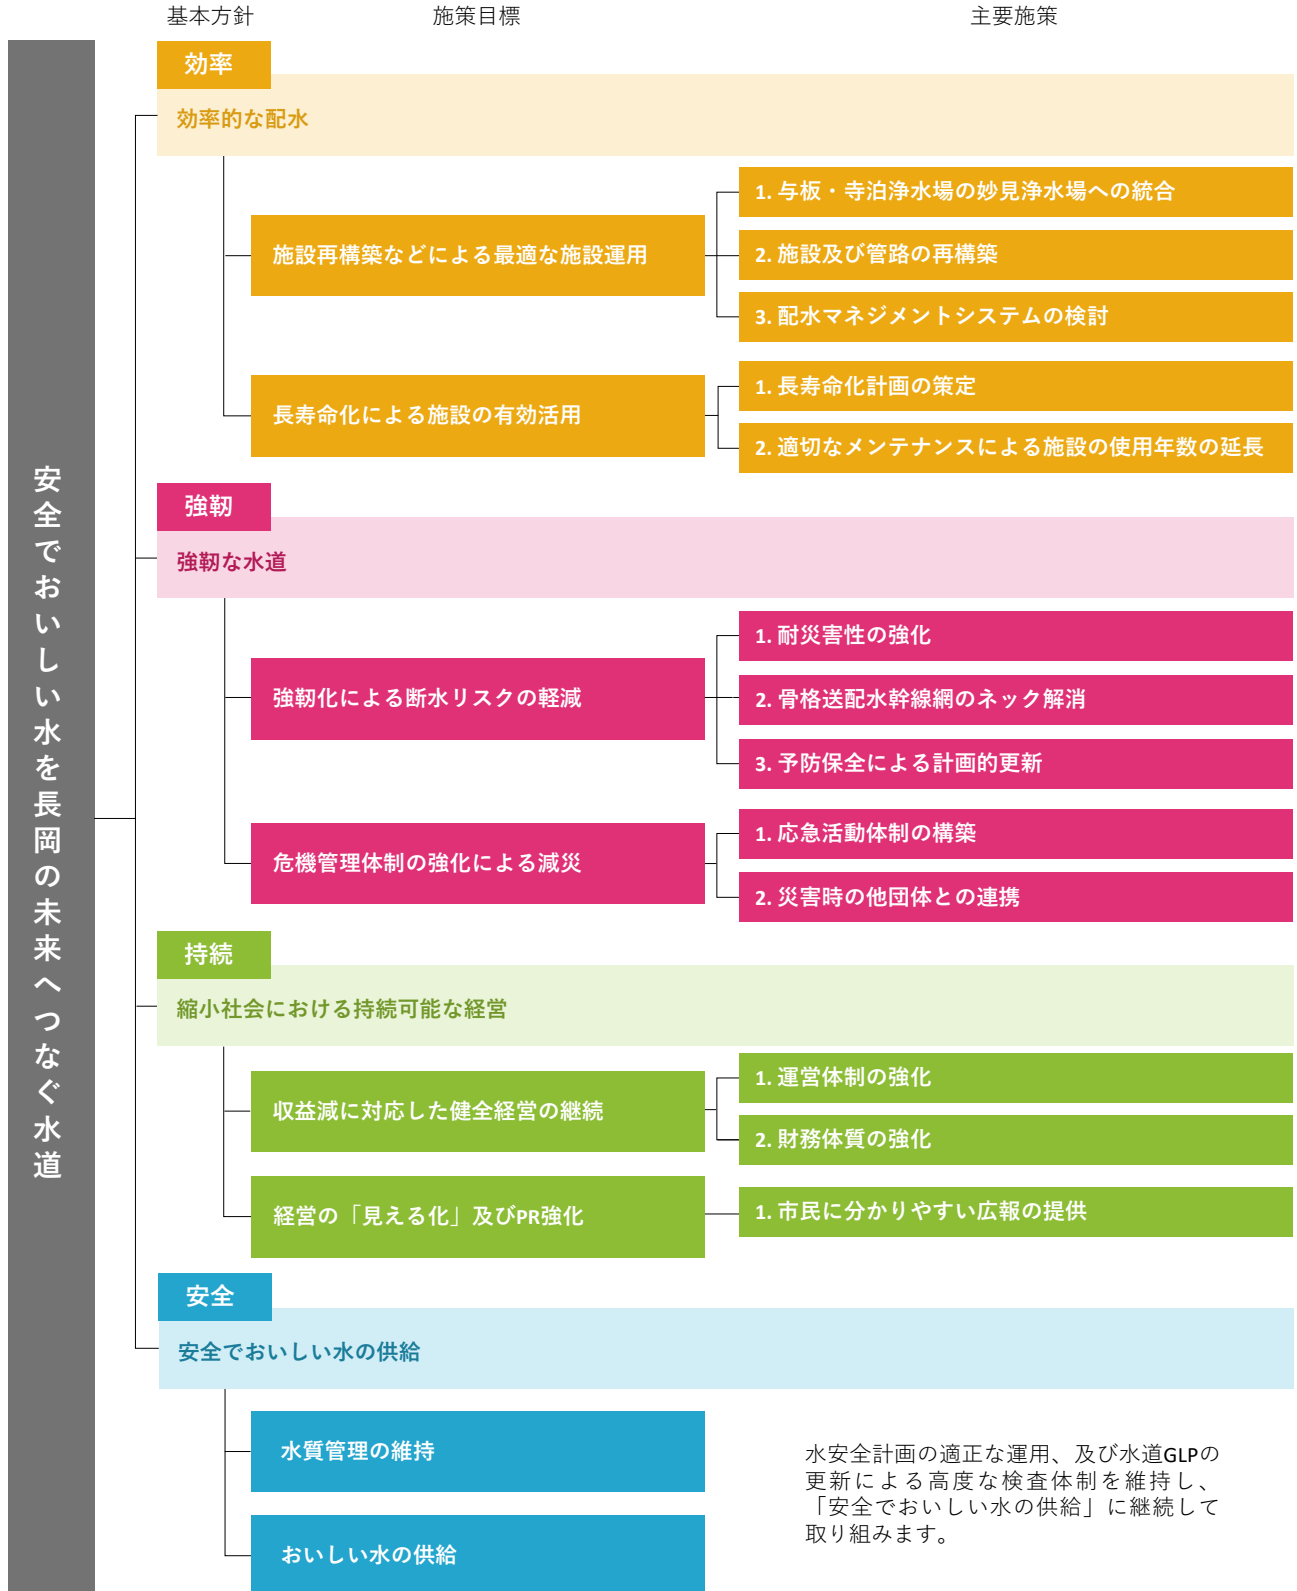 基本方針
施策目標
主要施策
安全でおいしい水を長岡の未来へつなぐ水道
効率
効率的な配水
施設再構築などによる最適な施設運用
1. 与板・寺泊浄水場の妙見浄水場への統合
2. 施設及び管路の再構築
3. 配水マネジメントシステムの検討
長寿命化による施設の有効活用
1. 長寿命化計画の策定
2. 適切なメンテナンスによる施設の使用年数の延長
強靭
強靭な水道
強靭化による断水リスクの軽減
1. 耐災害性の強化
2. 骨格送配水幹線網のネック解消
3. 予防保全による計画的更新
危機管理体制の強化による減災
1. 応急活動体制の構築
2. 災害時の他団体との連携
持続
縮小社会における持続可能な経営
収益減に対応した健全経営の継続
1. 運営体制の強化
2. 財務体質の強化
経営の「見える化」及びPR強化
1. 市民に分かりやすい広報の提供
安全
安全でおいしい水の供給
水質管理の維持
おいしい水の供給
水安全計画の適正な運用、及び水道GLPの
更新による高度な検査体制を維持し、
「安全でおいしい水の供給」に継続して
取り組みます。